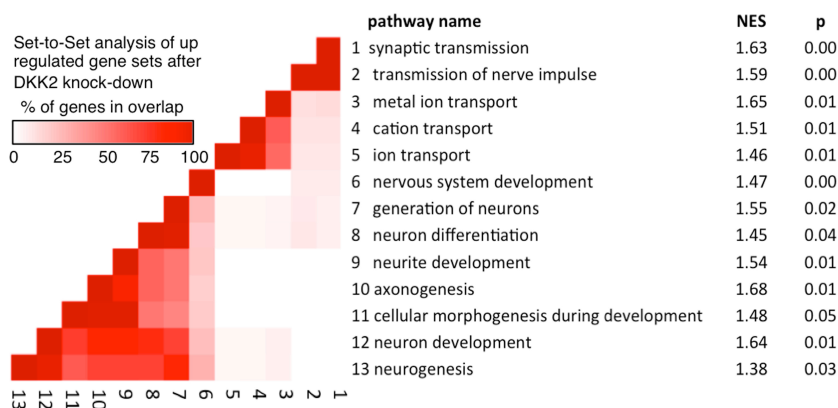 pathway name NES p
Set-to-Set analysis of up
regulated gene sets after
DKK2 knock-down
% of genes in overlap
0 25 50 75 100
1 synaptic transmission 1.63 0.00
2 transmission of nerve impulse 1.59 0.00
3 metal ion transport 1.65 0.01
4 cation transport 1.51 0.01
5 ion transport 1.46 0.01
6 nervous system development 1.47 0.00
7 generation of neurons 1.55 0.02
8 neuron differentiation 1.45 0.04
9 neurite development 1.54 0.01
10 axonogenesis 1.68 0.01
11 cellular morphogenesis during development 1.48 0.05
12 neuron development 1.64 0.01
13 neurogenesis 1.38 0.03
13 12 11 10 9 8 7 6 5 4 3 2 1